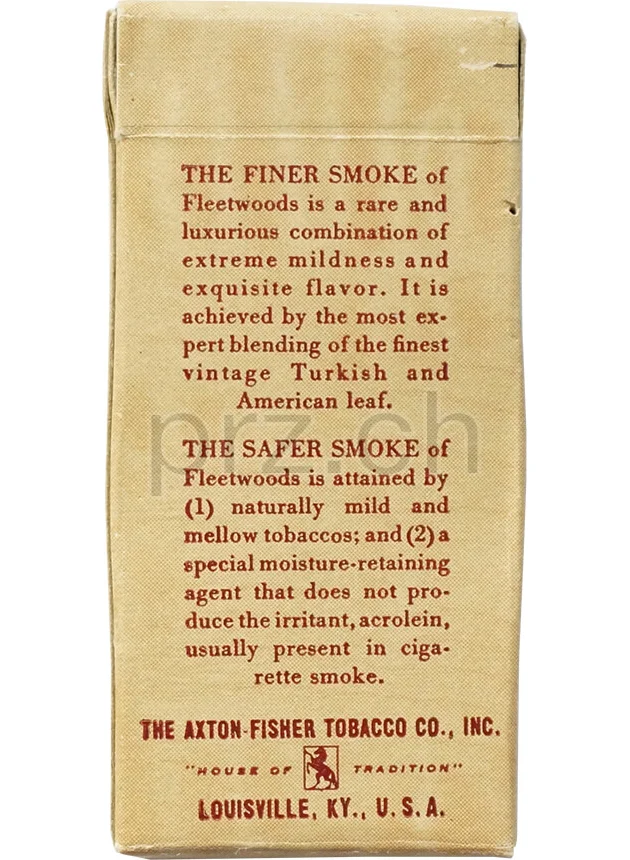 THE FINER SMOKE of
Fleetwoods is a rare and
luxurious combination of
extreme mildness and
exquisite flavor. It is
achieved by the most ex-
pert blending of the finest
vintage Turkish and
American leaf.
prz.ch
THE SAFER SMOKE of
Fleetwoods is attained by
(1) naturally mild and
mellow tobaccos; and (2) a
special moisture-retaining
agent that does not pro-
duce the irritant, acrolein,
usually present in ciga-
rette smoke.
THE AXTON-FISHER TOBACCO CO., INC.
"HOUSE OF TRADITION"
LOUISVILLE, KY., U. S. A.